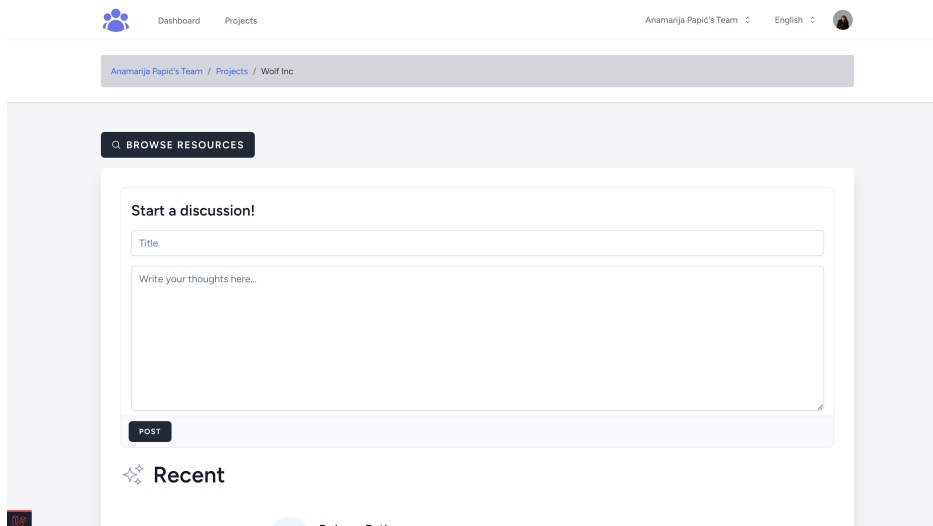 Dashboard Projects Anamarija Papić's Team English
Anamarija Papić's Team / Projects / Wolf Inc
BROWSE RESOURCES
Start a discussion!
Title
Write your thoughts here...
POST
Recent